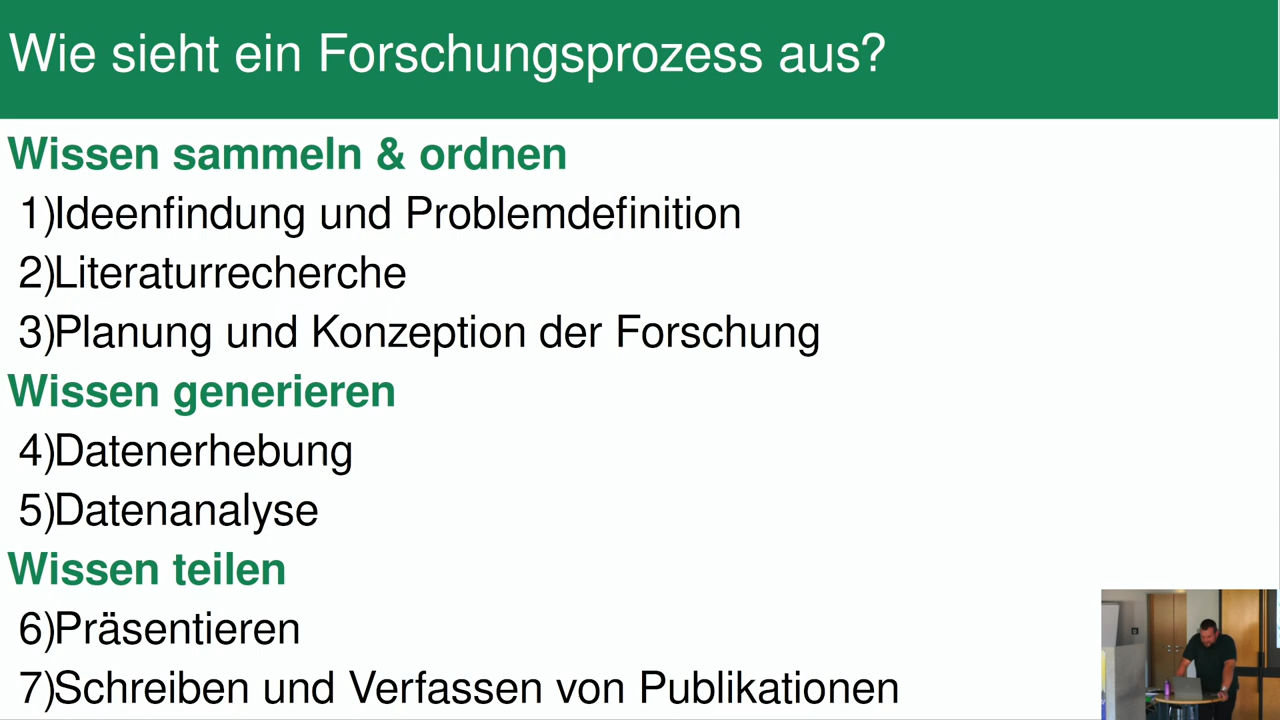 Wie sieht ein Forschungsprozess aus?
Wissen sammeln & ordnen
1)Ideenfindung und Problemdefinition
2)Literaturrecherche
3)Planung und Konzeption der Forschung
Wissen generieren
4)Datenerhebung
5)Datenanalyse
Wissen teilen
6)Präsentieren
7)Schreiben und Verfassen von Publikationen